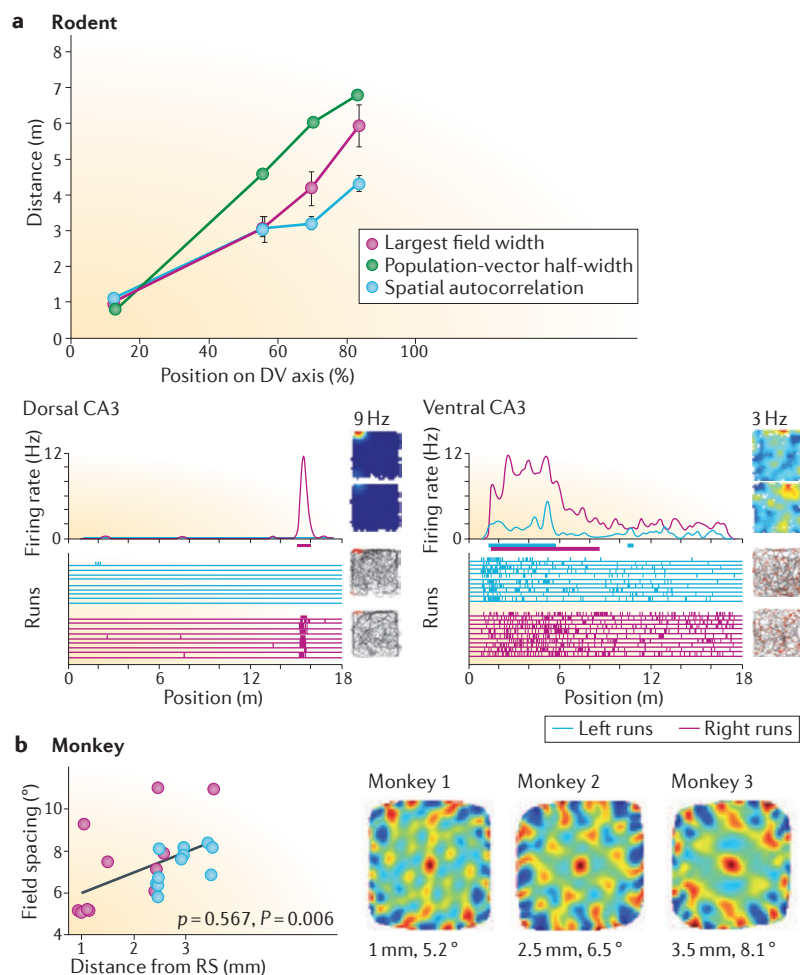 a Rodent
8
7
6
5
4
3
2
1
0
Distance (m)
Largest field width
Population-vector half-width
Spatial autocorrelation
0 20 40 60 80 100
Position on DV axis (%)
Dorsal CA3
9 Hz
12
0
Firing rate (Hz)
Runs
0 6 12 18
Position (m)
Ventral CA3
3 Hz
12
0
Firing rate (Hz)
Runs
0 6 12 18
Position (m)
Left runs Right runs
b Monkey
10
8
6
4
Field spacing (°)
p = 0.567, P = 0.006
1 2 3
Distance from RS (mm)
Monkey 1 Monkey 2 Monkey 3
1 mm, 5.2 ° 2.5 mm, 6.5 ° 3.5 mm, 8.1 °